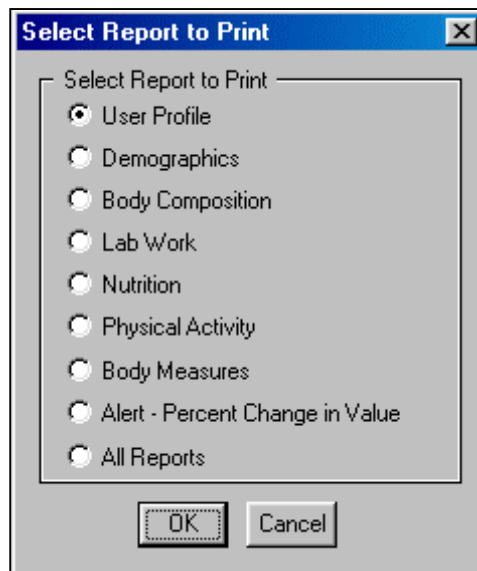 Select Report to Print
Select Report to Print
User Profile
Demographics
Body Composition
Lab Work
Nutrition
Physical Activity
Body Measures
Alert - Percent Change in Value
All Reports
OK Cancel